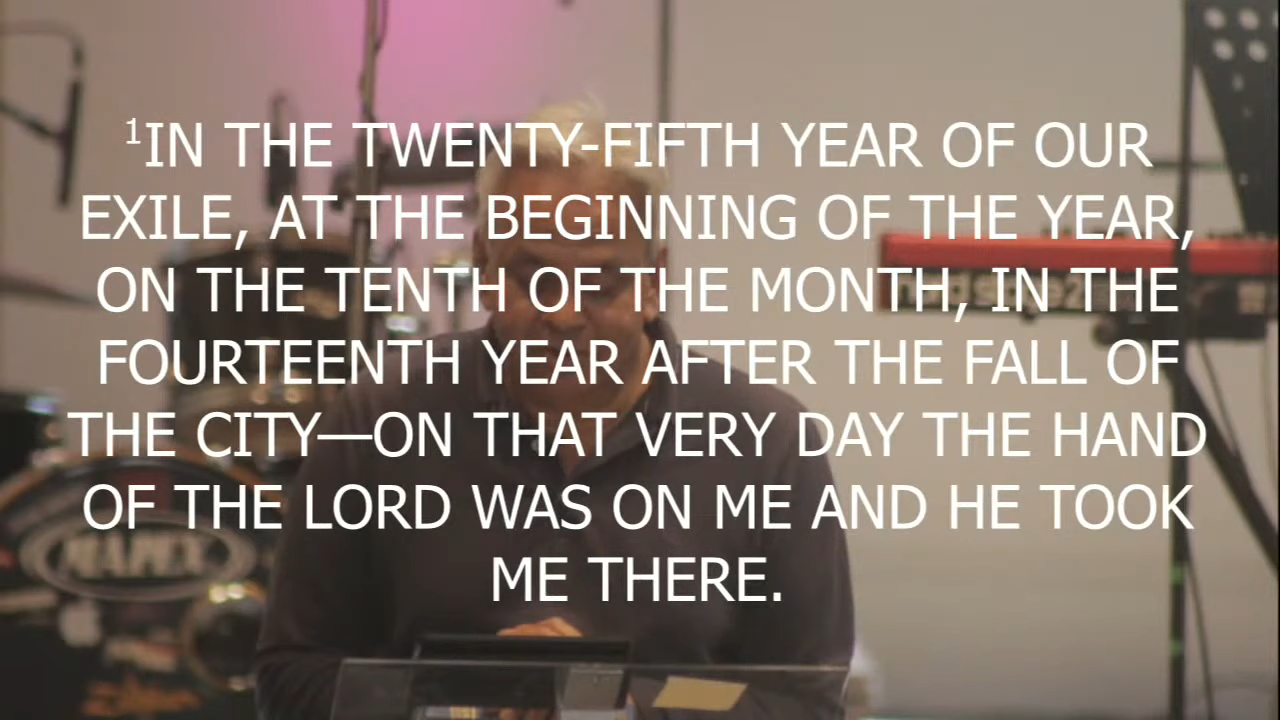 ¹IN THE TWENTY-FIFTH YEAR OF OUR
EXILE, AT THE BEGINNING OF THE YEAR,
ON THE TENTH OF THE MONTH, IN THE
FOURTEENTH YEAR AFTER THE FALL OF
THE CITY—ON THAT VERY DAY THE HAND
OF THE LORD WAS ON ME AND HE TOOK
ME THERE.
MAPEX